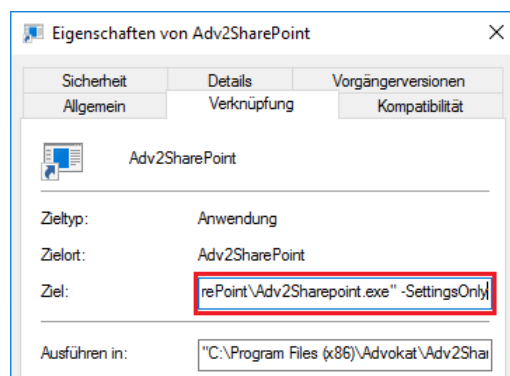 Eigenschaften von Adv2SharePoint
Sicherheit Details Vorgängerversionen
Allgemein Verknüpfung Kompatibilität
Adv2SharePoint
Zieltyp: Anwendung
Zielort: Adv2SharePoint
Ziel: rePoint\Adv2Sharepoint.exe" -SettingsOnly
Ausführen in: "C:\Program Files (x86)\Advokat\Adv2Shar